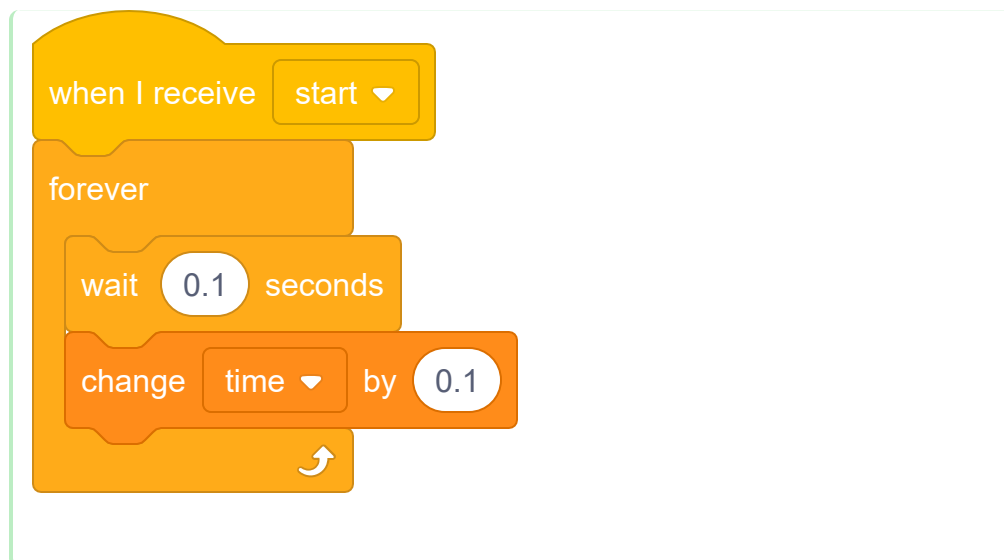 when I receive start
forever
wait 0.1 seconds
change time by 0.1